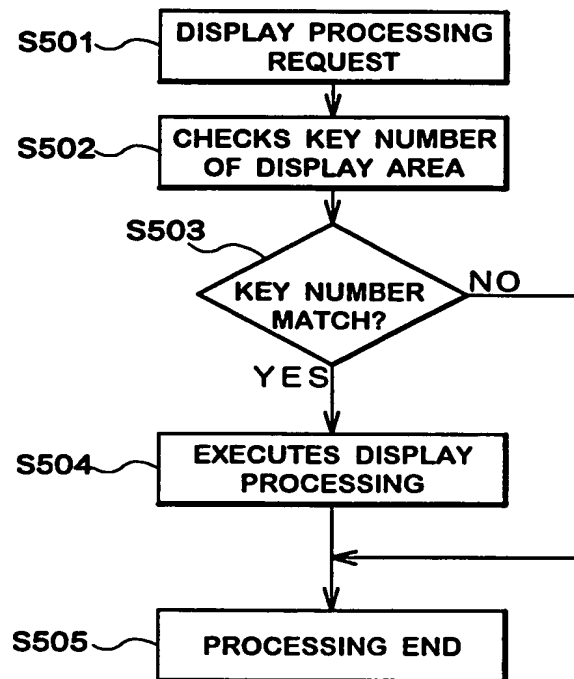 S501
DISPLAY PROCESSING
REQUEST
S502
CHECKS KEY NUMBER
OF DISPLAY AREA
S503
KEY NUMBER
MATCH?
NO
YES
S504
EXECUTES DISPLAY
PROCESSING
S505
PROCESSING END